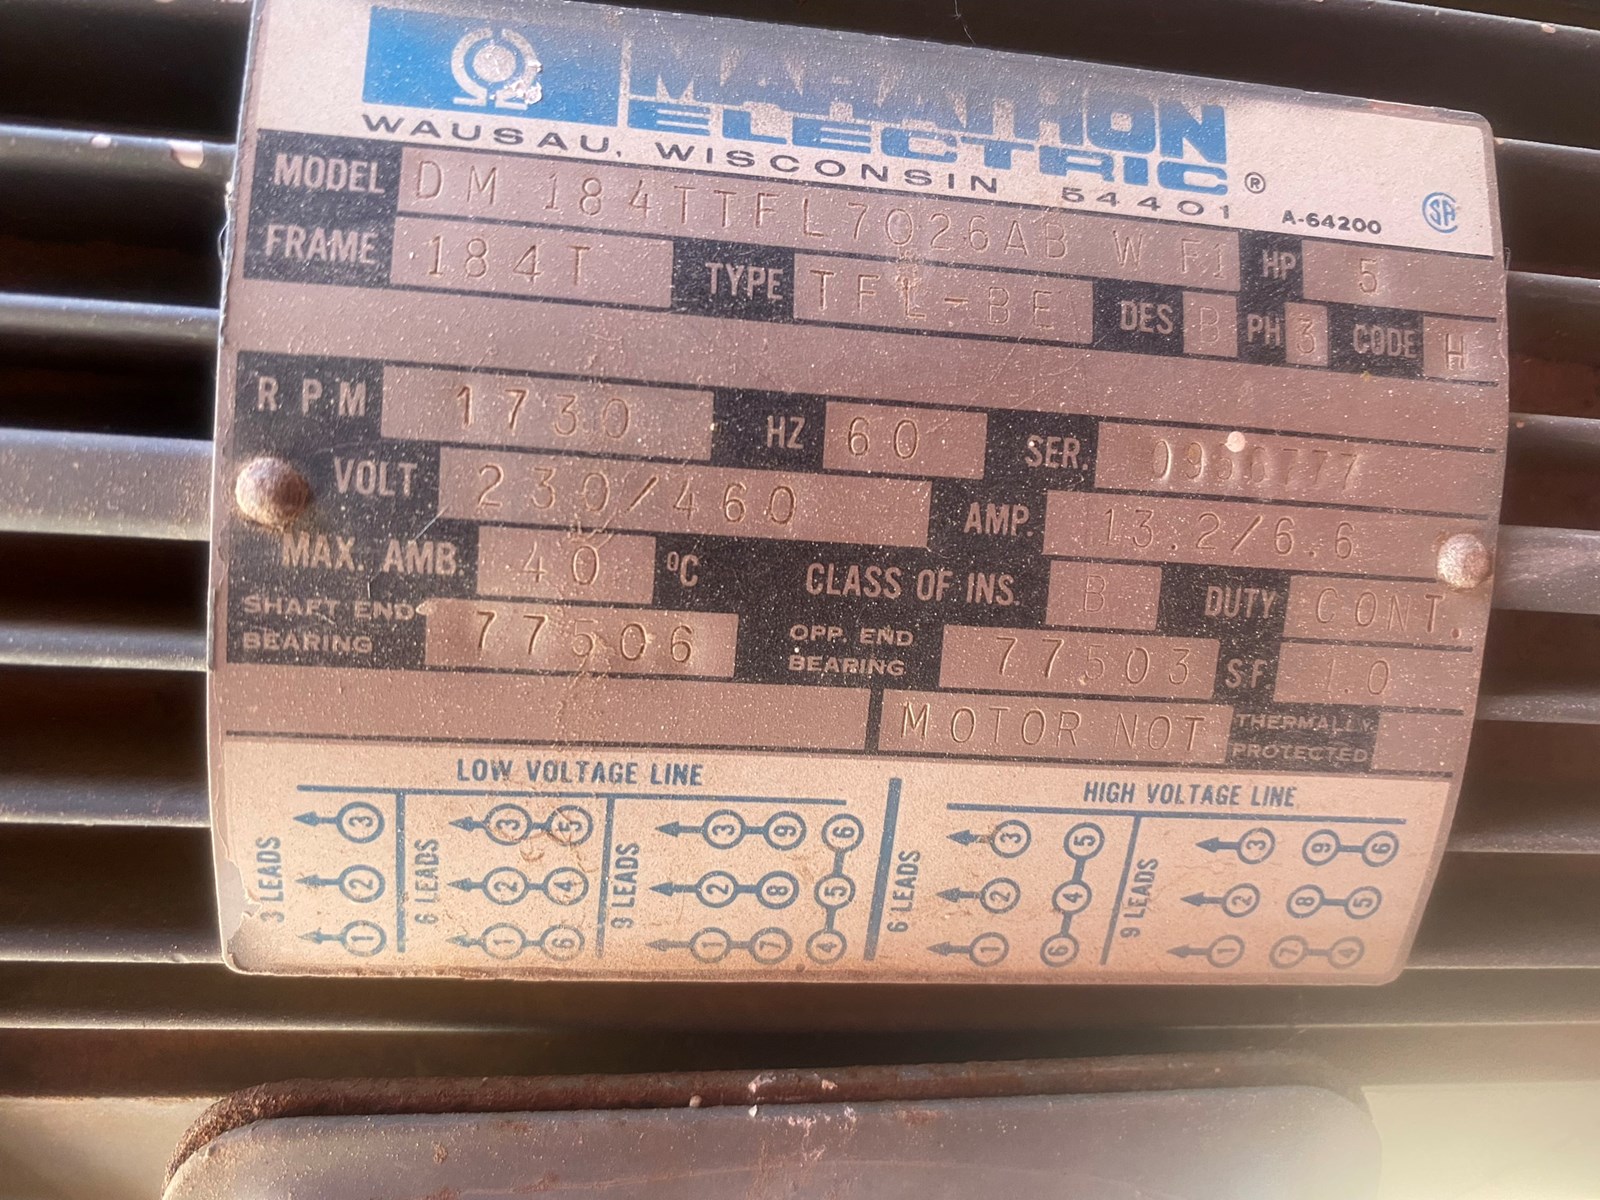 MARATHON
ELECTRIC ®
WAUSAU, WISCONSIN 54401 A-64200 SA
MODEL DM 184TTFL7026AB W F1 HP 5
FRAME 184T TYPE TFL-BE DES B PH 3 CODE H
RPM 1730 HZ 60 SER.
VOLT 230/460 AMP. 13.2/6.6
MAX. AMB. 40 °C CLASS OF INS. B DUTY CONT.
SHAFT END BEARING 77506 OPP. END BEARING 77503 S.F. 1.0
MOTOR NOT THERMALLY PROTECTED
LOW VOLTAGE LINE HIGH VOLTAGE LINE
3 LEADS 3 2 1
6 LEADS 3 5 2 4 1 6
9 LEADS 3 9 6 2 8 5 1 7 4
6 LEADS 3 5 2 4 1 6
9 LEADS 3 9 6 2 8 5 1 7 4